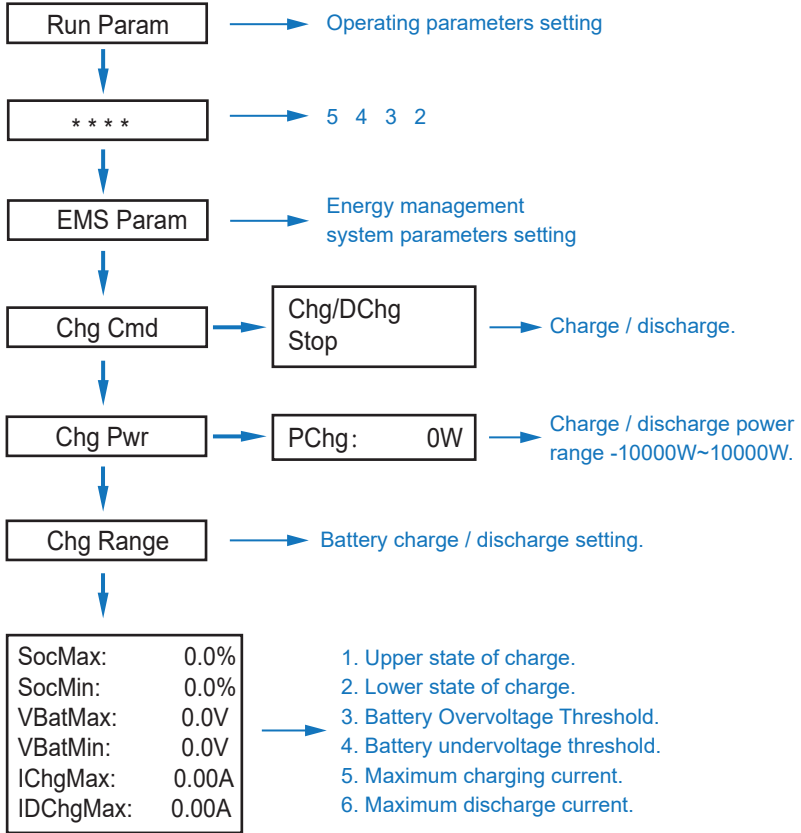 Run Param
Operating parameters setting
* * * *
5 4 3 2
EMS Param
Energy management
system parameters setting
Chg Cmd
Chg/DChg
Stop
Charge / discharge.
Chg Pwr
PChg: 0W
Charge / discharge power
range -10000W~10000W.
Chg Range
Battery charge / discharge setting.
SocMax: 0.0%
SocMin: 0.0%
VBatMax: 0.0V
VBatMin: 0.0V
IChgMax: 0.00A
IDChgMax: 0.00A
1. Upper state of charge.
2. Lower state of charge.
3. Battery Overvoltage Threshold.
4. Battery undervoltage threshold.
5. Maximum charging current.
6. Maximum discharge current.